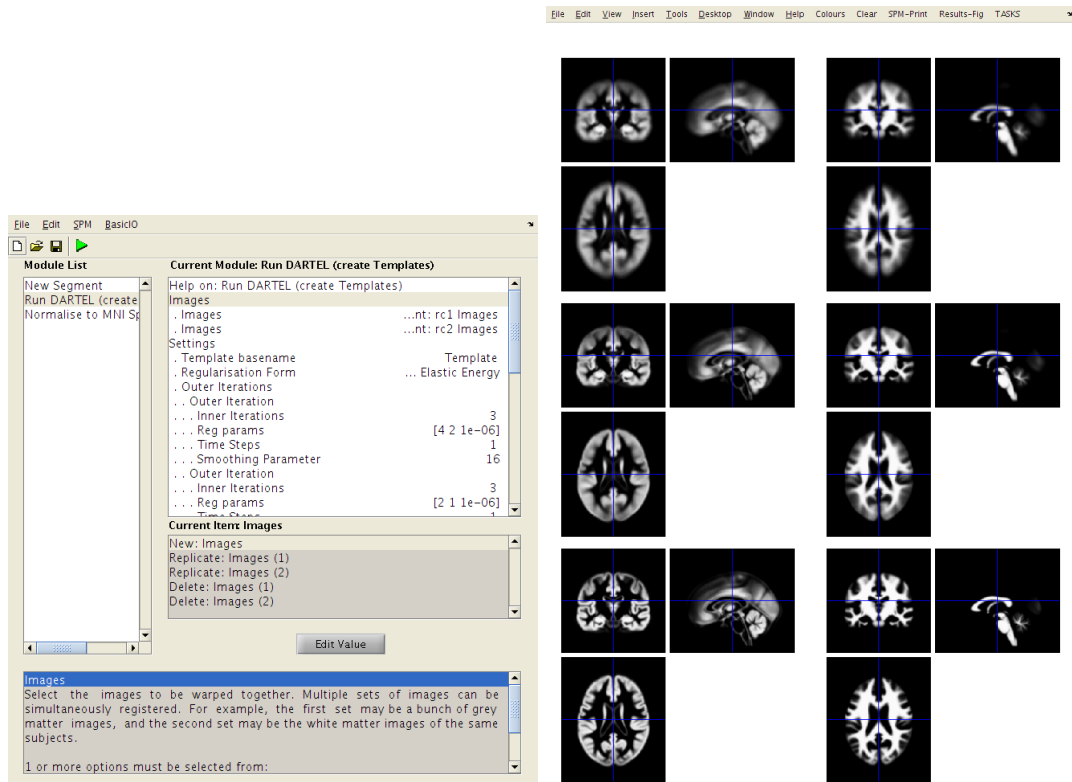 File Edit View Insert Tools Desktop Window Help Colours Clear SPM-Print Results-Fig TASKS
File Edit SPM BasicIO
Module List
New Segment
Run DARTEL (create
Normalise to MNI Sp
Current Module: Run DARTEL (create Templates)
Help on: Run DARTEL (create Templates)
Images
. Images ...nt: rc1 Images
. Images ...nt: rc2 Images
Settings
. Template basename Template
. Regularisation Form ... Elastic Energy
. Outer Iterations
. . Outer Iteration
. . . Inner Iterations 3
. . . Reg params [4 2 1e-06]
. . . Time Steps 1
. . . Smoothing Parameter 16
. . Outer Iteration
. . . Inner Iterations 3
. . . Reg params [2 1 1e-06]
. . . Time Steps 1
Current Item: Images
New: Images
Replicate: Images (1)
Replicate: Images (2)
Delete: Images (1)
Delete: Images (2)
Edit Value
Images
Select the images to be warped together. Multiple sets of images can be
simultaneously registered. For example, the first set may be a bunch of grey
matter images, and the second set may be the white matter images of the same
subjects.
1 or more options must be selected from: